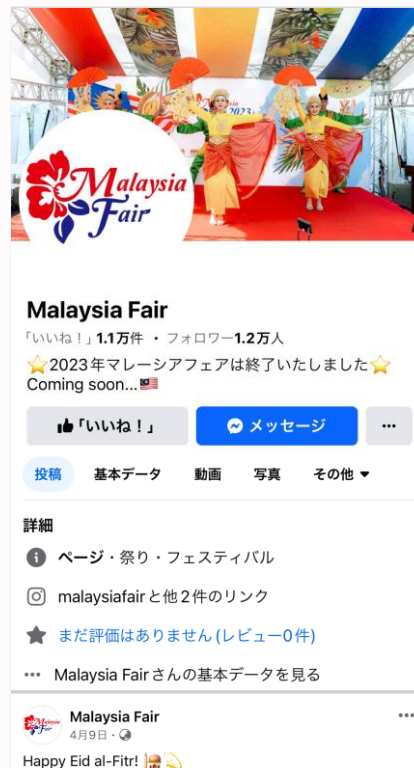 Malaysia
2023
Malaysia
Fair
Malaysia Fair
「いいね！」1.1万件 · フォロワー1.2万人
⭐2023年マレーシアフェアは終了いたしました⭐
Coming soon...🇲🇾
「いいね！」
メッセージ
投稿 基本データ 動画 写真 その他
詳細
ページ · 祭り・フェスティバル
malaysiafairと他2件のリンク
まだ評価はありません (レビュー0件)
Malaysia Fairさんの基本データを見る
Malaysia Fair
4月9日 ·
Happy Eid al-Fitr! 🕌💫